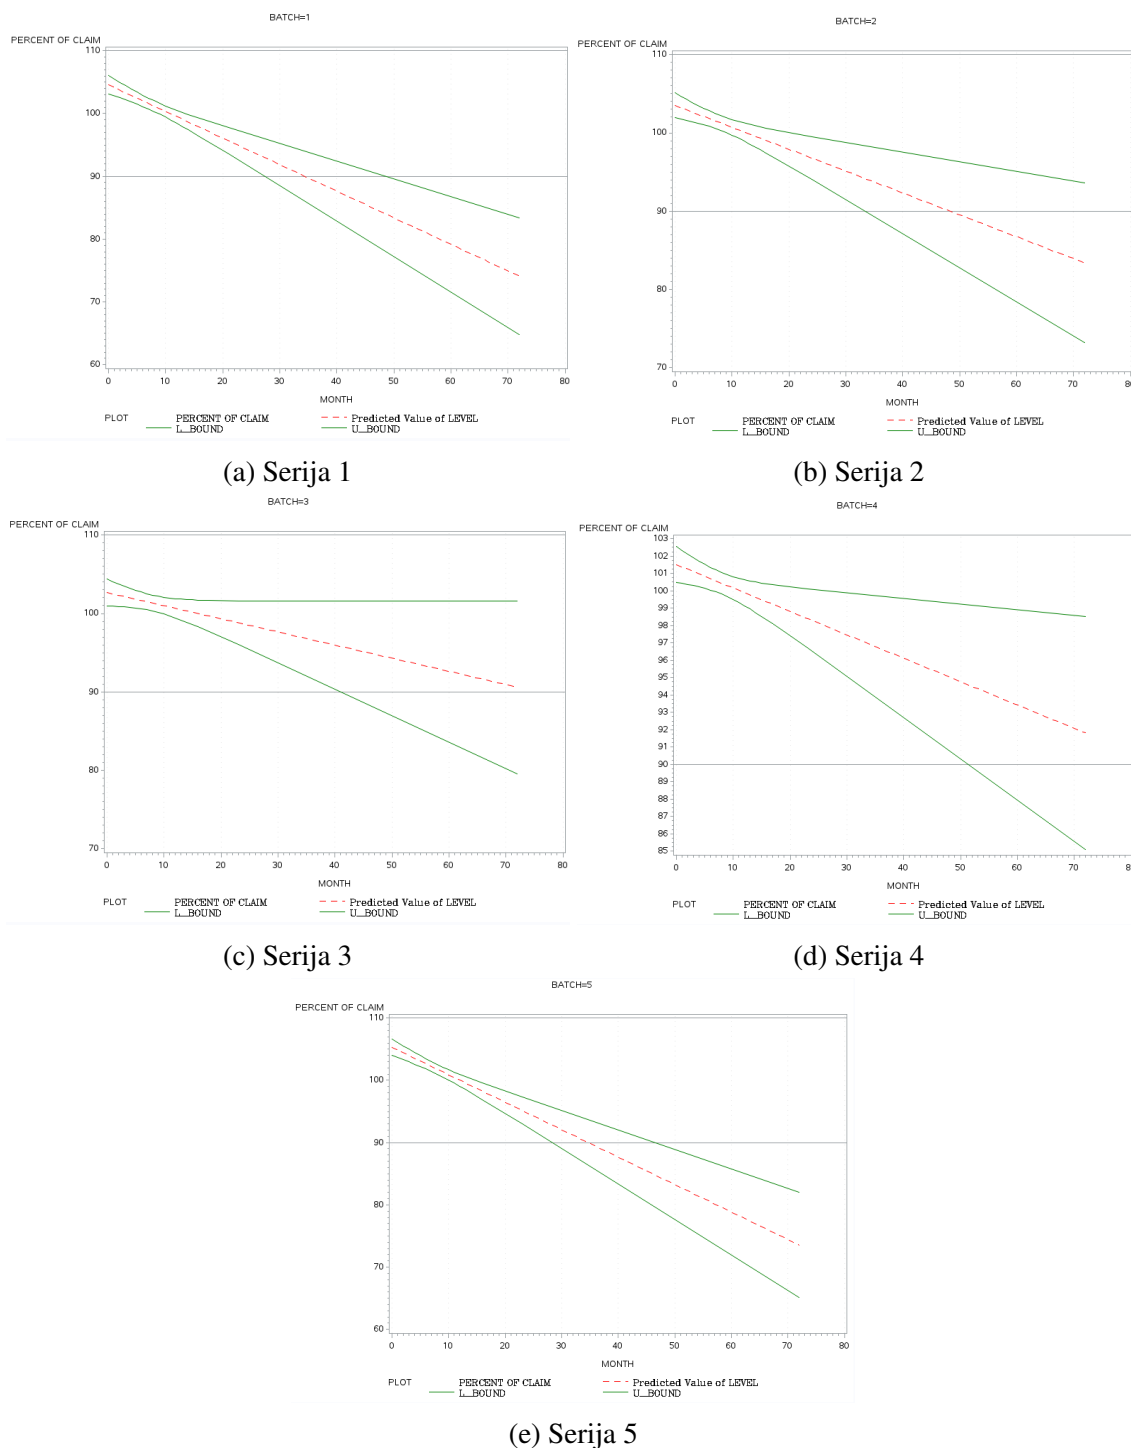 BATCH=1
PERCENT OF CLAIM
110
100
90
80
70
60
0 10 20 30 40 50 60 70 80
MONTH
PLOT PERCENT OF CLAIM Predicted Value of LEVEL
L_BOUND U_BOUND
(a) Serija 1
BATCH=2
PERCENT OF CLAIM
110
100
90
80
70
0 10 20 30 40 50 60 70 80
MONTH
PLOT PERCENT OF CLAIM Predicted Value of LEVEL
L_BOUND U_BOUND
(b) Serija 2
BATCH=3
PERCENT OF CLAIM
110
100
90
80
70
0 10 20 30 40 50 60 70 80
MONTH
PLOT PERCENT OF CLAIM Predicted Value of LEVEL
L_BOUND U_BOUND
(c) Serija 3
BATCH=4
PERCENT OF CLAIM
103
102
101
100
99
98
97
96
95
94
93
92
91
90
89
88
87
86
85
0 10 20 30 40 50 60 70 80
MONTH
PLOT PERCENT OF CLAIM Predicted Value of LEVEL
L_BOUND U_BOUND
(d) Serija 4
BATCH=5
PERCENT OF CLAIM
110
100
90
80
70
60
0 10 20 30 40 50 60 70 80
MONTH
PLOT PERCENT OF CLAIM Predicted Value of LEVEL
L_BOUND U_BOUND
(e) Serija 5